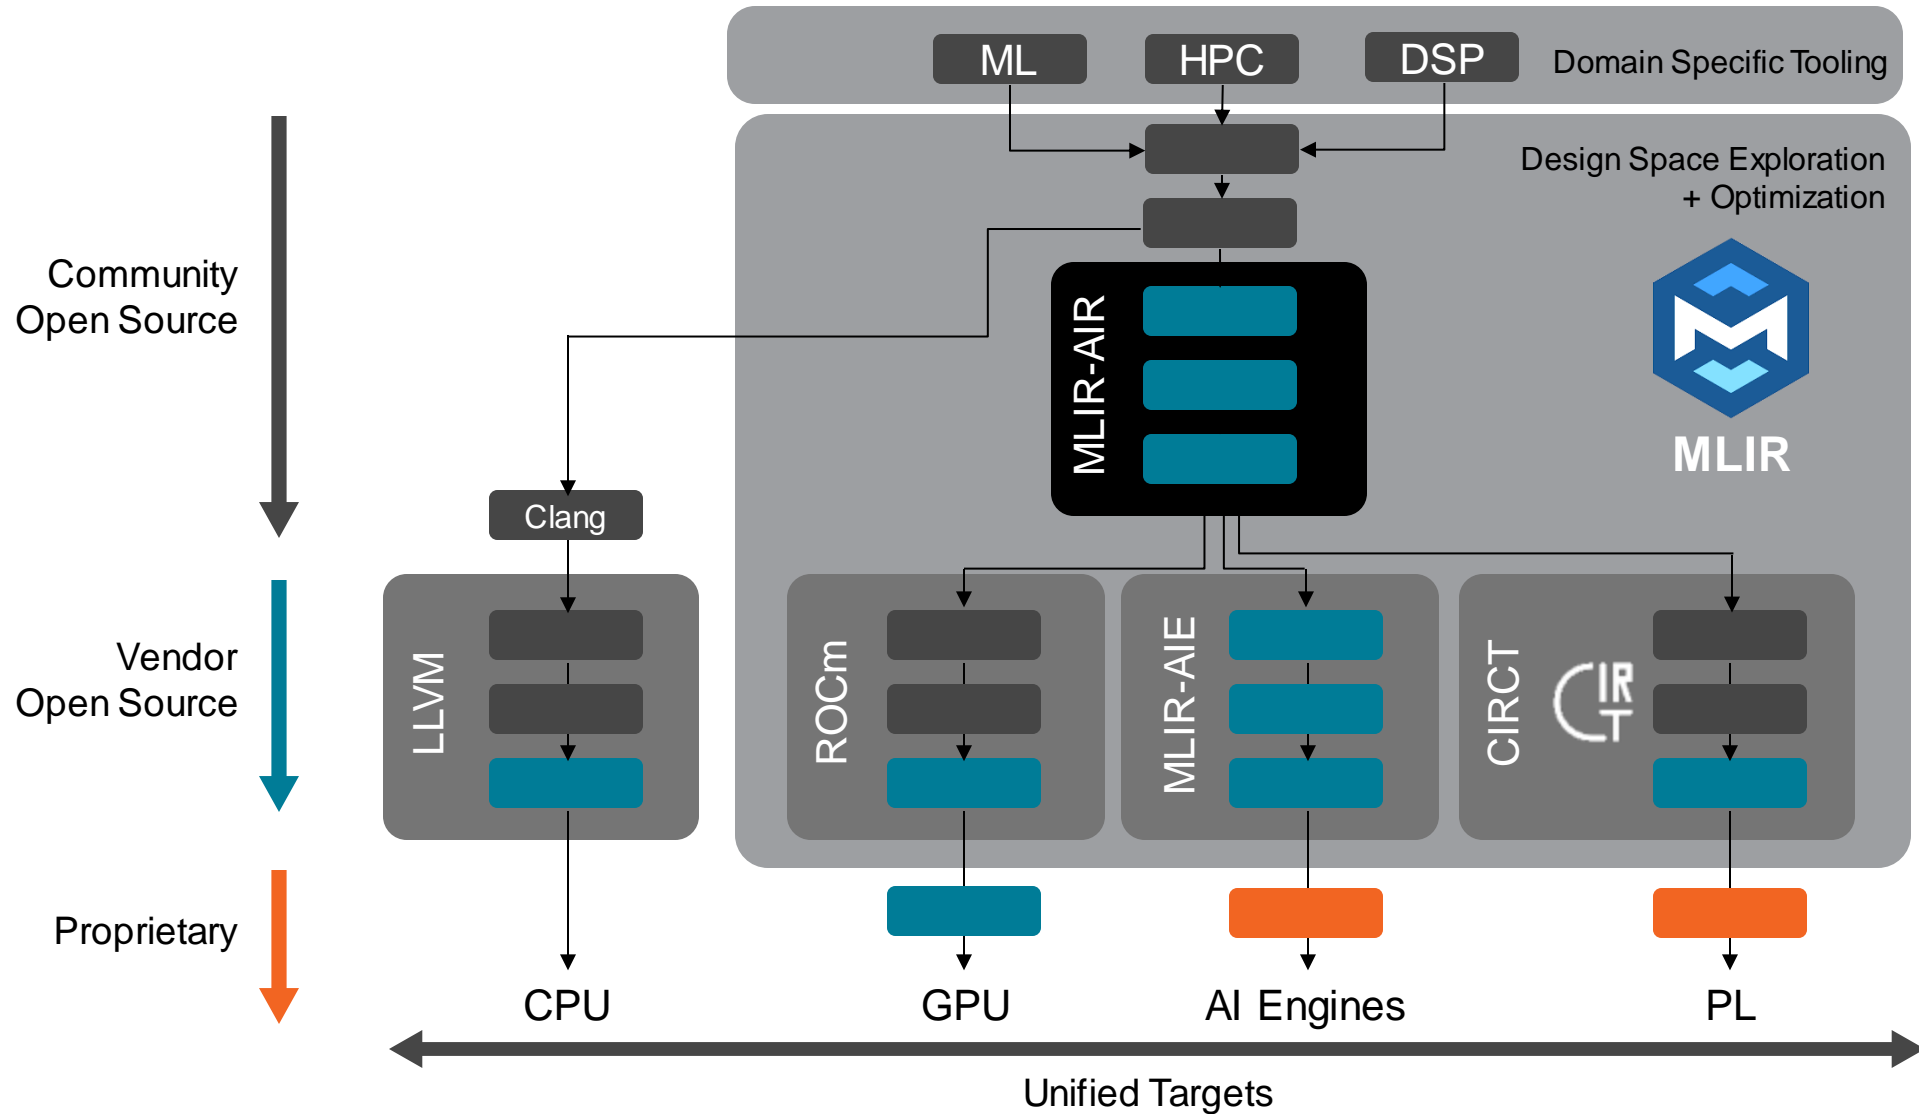 ML
HPC
DSP
Domain Specific Tooling
Design Space Exploration
+ Optimization
MLIR
Community
Open Source
MLIR-AIR
Clang
Vendor
Open Source
LLVM
ROCm
MLIR-AIE
CIRCT
CIR
T
Proprietary
CPU
GPU
AI Engines
PL
Unified Targets